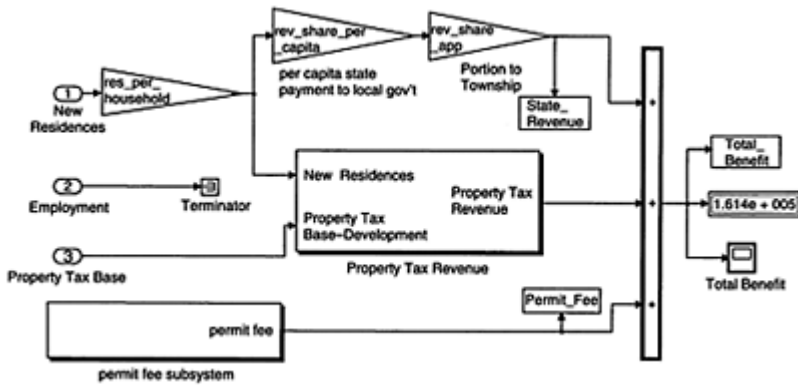 rev_share_per
_capita
rev_share
_app
res_per_
household
1
New
Residences
per capita state
payment to local gov't
Portion to
Township
State_
Revenue
+
2
Employment
Terminator
New Residences
Property Tax
Base-Development
Property Tax
Revenue
Property Tax Revenue
3
Property Tax Base
+
Total_
Benefit
1.614e + 005
Total Benefit
Permit_Fee
+
permit fee
permit fee subsystem